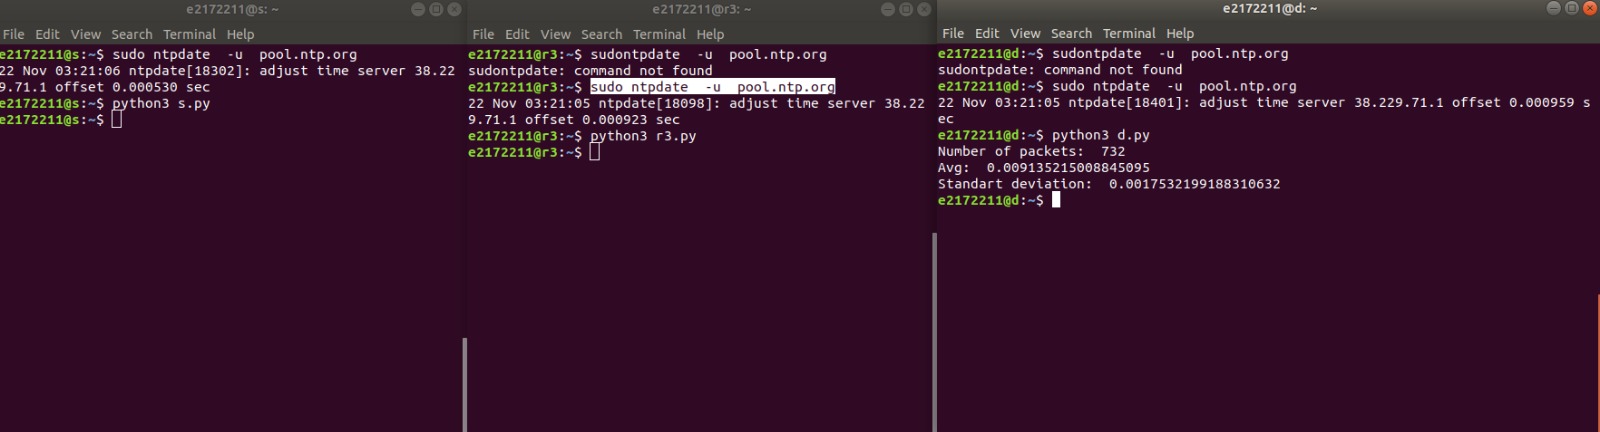 e2172211@s: ~
File Edit View Search Terminal Help
e2172211@s:~$ sudo ntpdate -u pool.ntp.org
22 Nov 03:21:06 ntpdate[18302]: adjust time server 38.22
9.71.1 offset 0.000530 sec
e2172211@s:~$ python3 s.py
e2172211@s:~$
e2172211@r3: ~
File Edit View Search Terminal Help
e2172211@r3:~$ sudontpdate -u pool.ntp.org
sudontpdate: command not found
e2172211@r3:~$ sudo ntpdate -u pool.ntp.org
22 Nov 03:21:05 ntpdate[18098]: adjust time server 38.22
9.71.1 offset 0.000923 sec
e2172211@r3:~$ python3 r3.py
e2172211@r3:~$
e2172211@d: ~
File Edit View Search Terminal Help
e2172211@d:~$ sudontpdate -u pool.ntp.org
sudontpdate: command not found
e2172211@d:~$ sudo ntpdate -u pool.ntp.org
22 Nov 03:21:05 ntpdate[18401]: adjust time server 38.229.71.1 offset 0.000959 s
ec
e2172211@d:~$ python3 d.py
Number of packets: 732
Avg: 0.009135215008845095
Standart deviation: 0.0017532199188310632
e2172211@d:~$